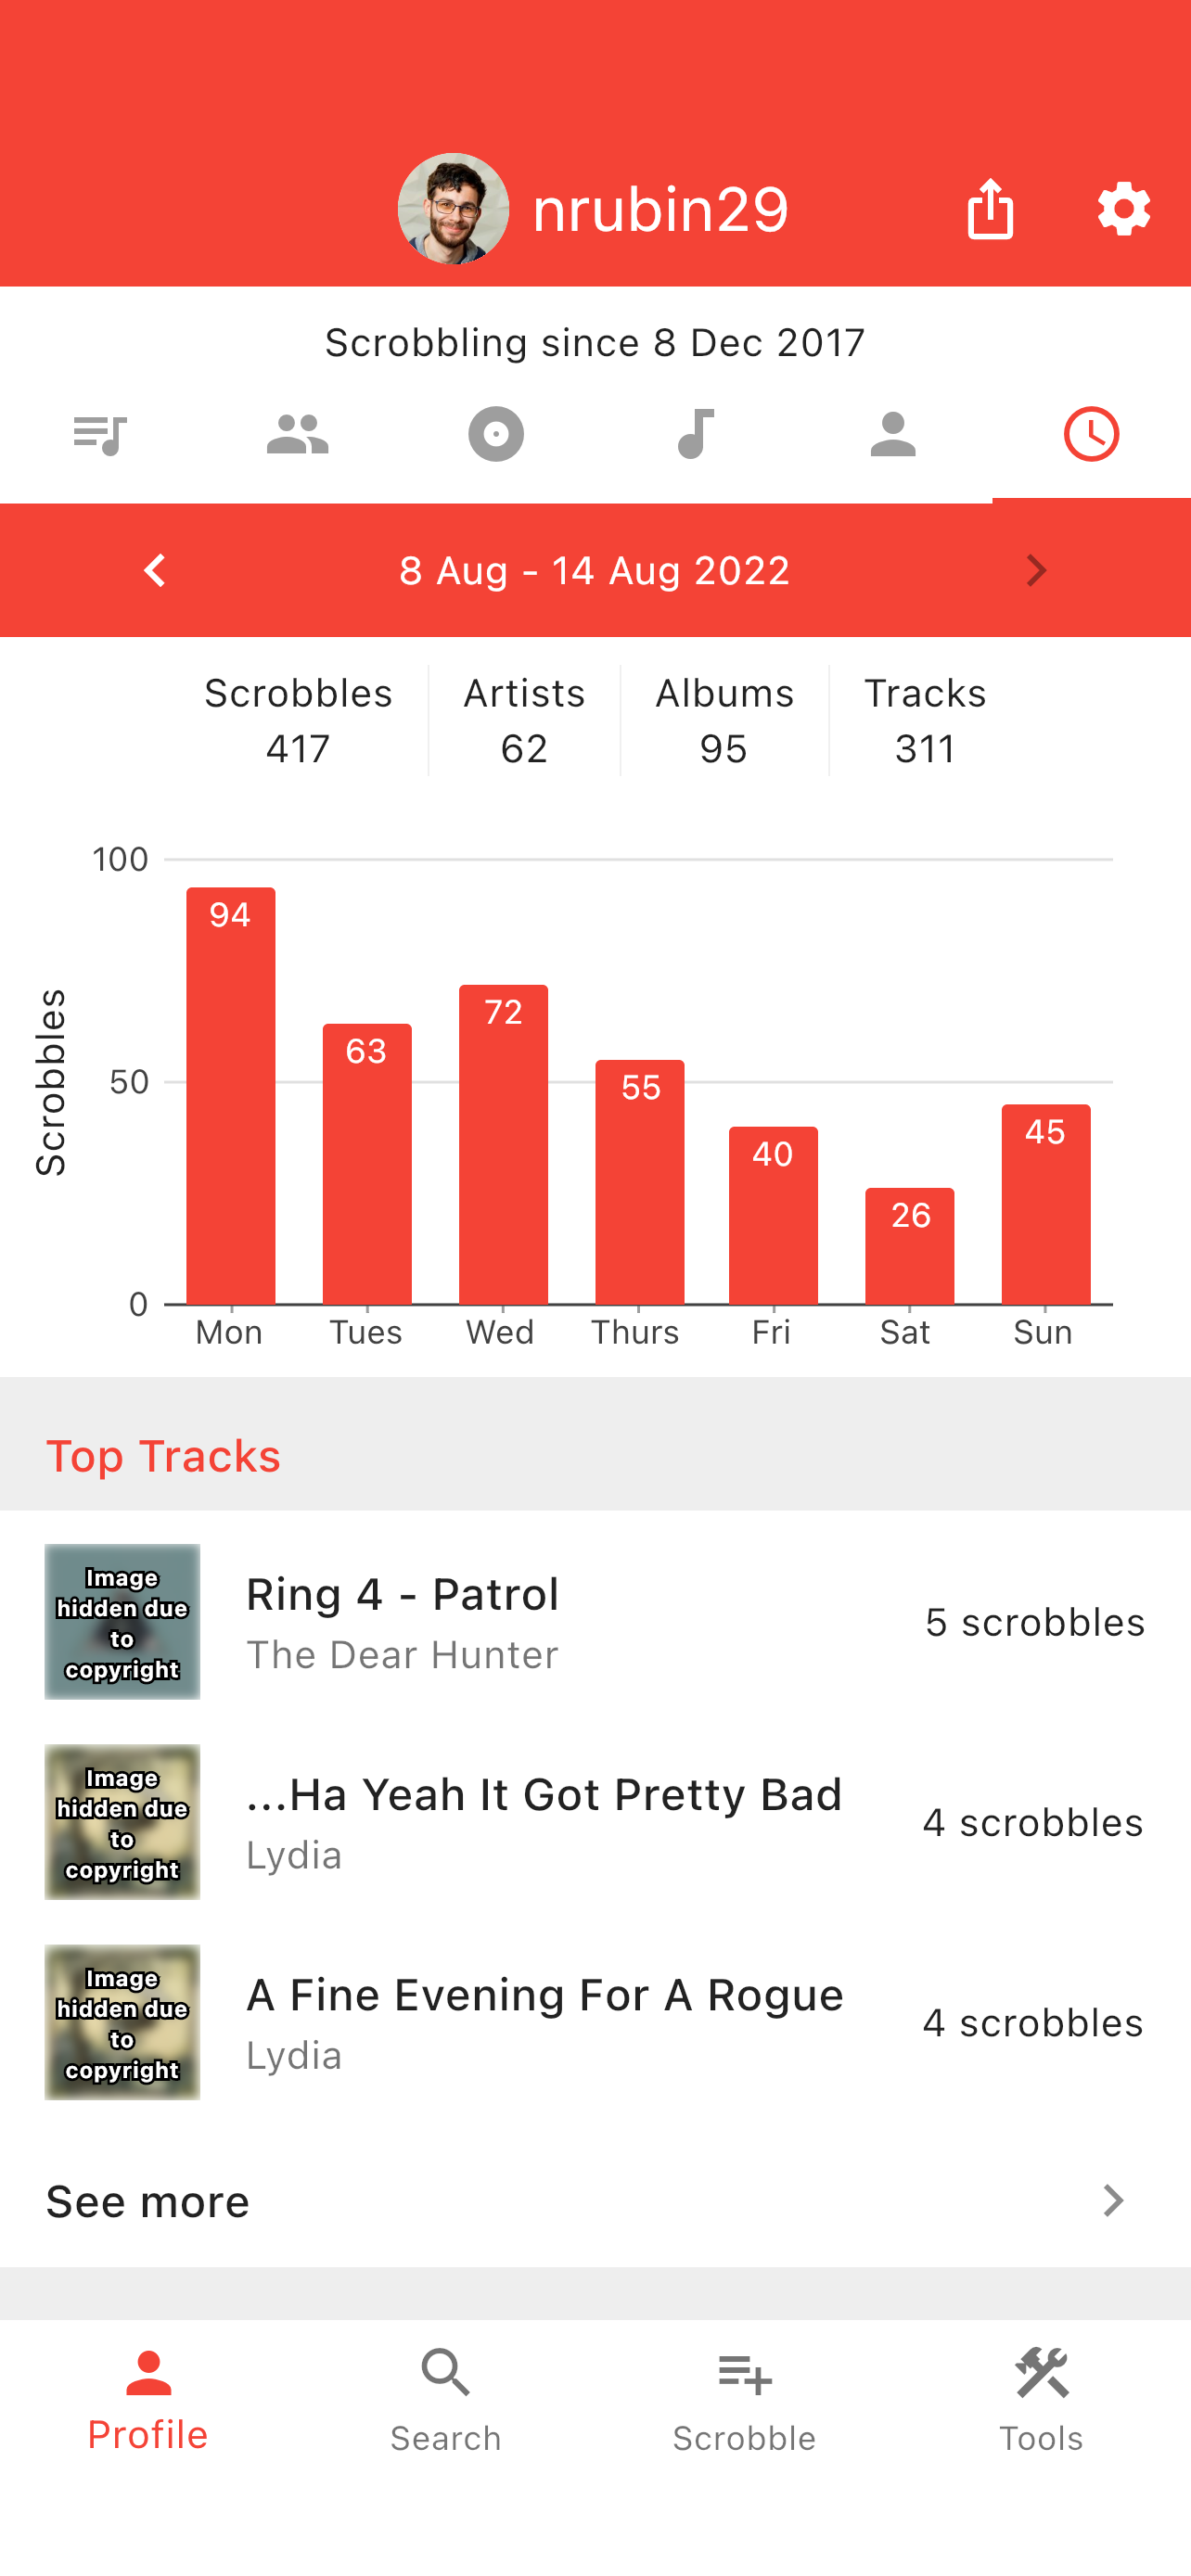 nrubin29
Scrobbling since 8 Dec 2017
8 Aug - 14 Aug 2022
Scrobbles Artists Albums Tracks
417 62 95 311
Scrobbles
100
50
0
94
63
72
55
40
26
45
Mon Tues Wed Thurs Fri Sat Sun
Top Tracks
Image
hidden due
to
copyright
Ring 4 - Patrol
The Dear Hunter
5 scrobbles
Image
hidden due
to
copyright
...Ha Yeah It Got Pretty Bad
Lydia
4 scrobbles
Image
hidden due
to
copyright
A Fine Evening For A Rogue
Lydia
4 scrobbles
See more
Profile Search Scrobble Tools